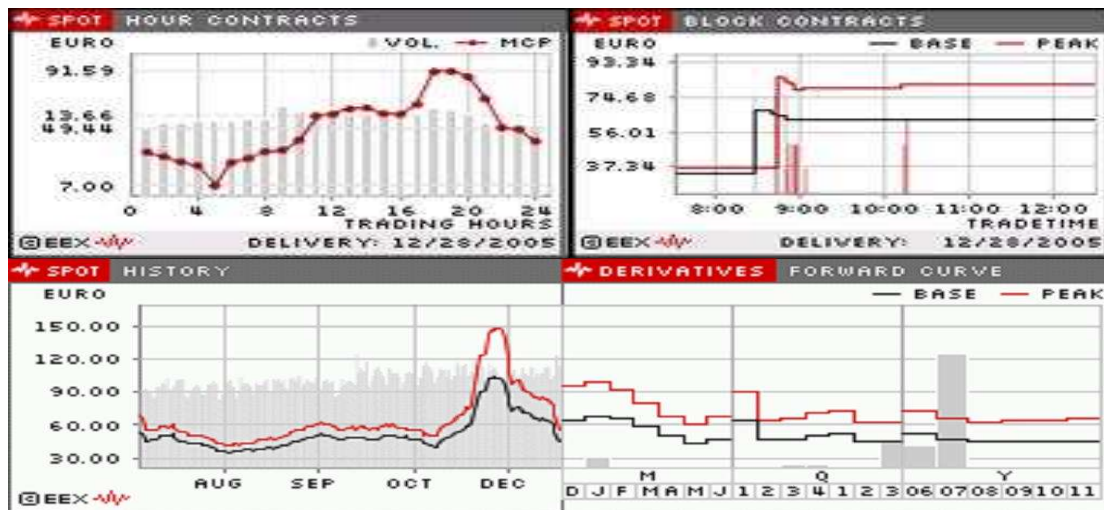 SPOT HOUR CONTRACTS
EURO VOL. MCP
91.59
13.66
49.44
7.00
0 4 8 12 16 20 24
TRADING HOURS
©EEX DELIVERY: 12/28/2005
SPOT BLOCK CONTRACTS
EURO BASE PEAK
93.34
74.68
56.01
37.34
8:00 9:00 10:00 11:00 12:00
TRADETIME
©EEX DELIVERY: 12/28/2005
SPOT HISTORY
EURO
150.00
120.00
90.00
60.00
30.00
AUG SEP OCT DEC
©EEX
DERIVATIVES FORWARD CURVE
BASE PEAK
M Q Y
D J F M A M J 1 2 3 4 1 2 3 06 07 08 09 10 11